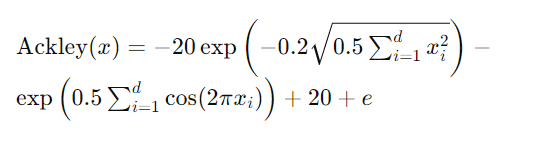 Ackley(x) = −20 exp (−0.2√(0.5 ∑_{i=1}^{d} x_i^2)) −
exp (0.5 ∑_{i=1}^{d} cos(2πx_i)) + 20 + e